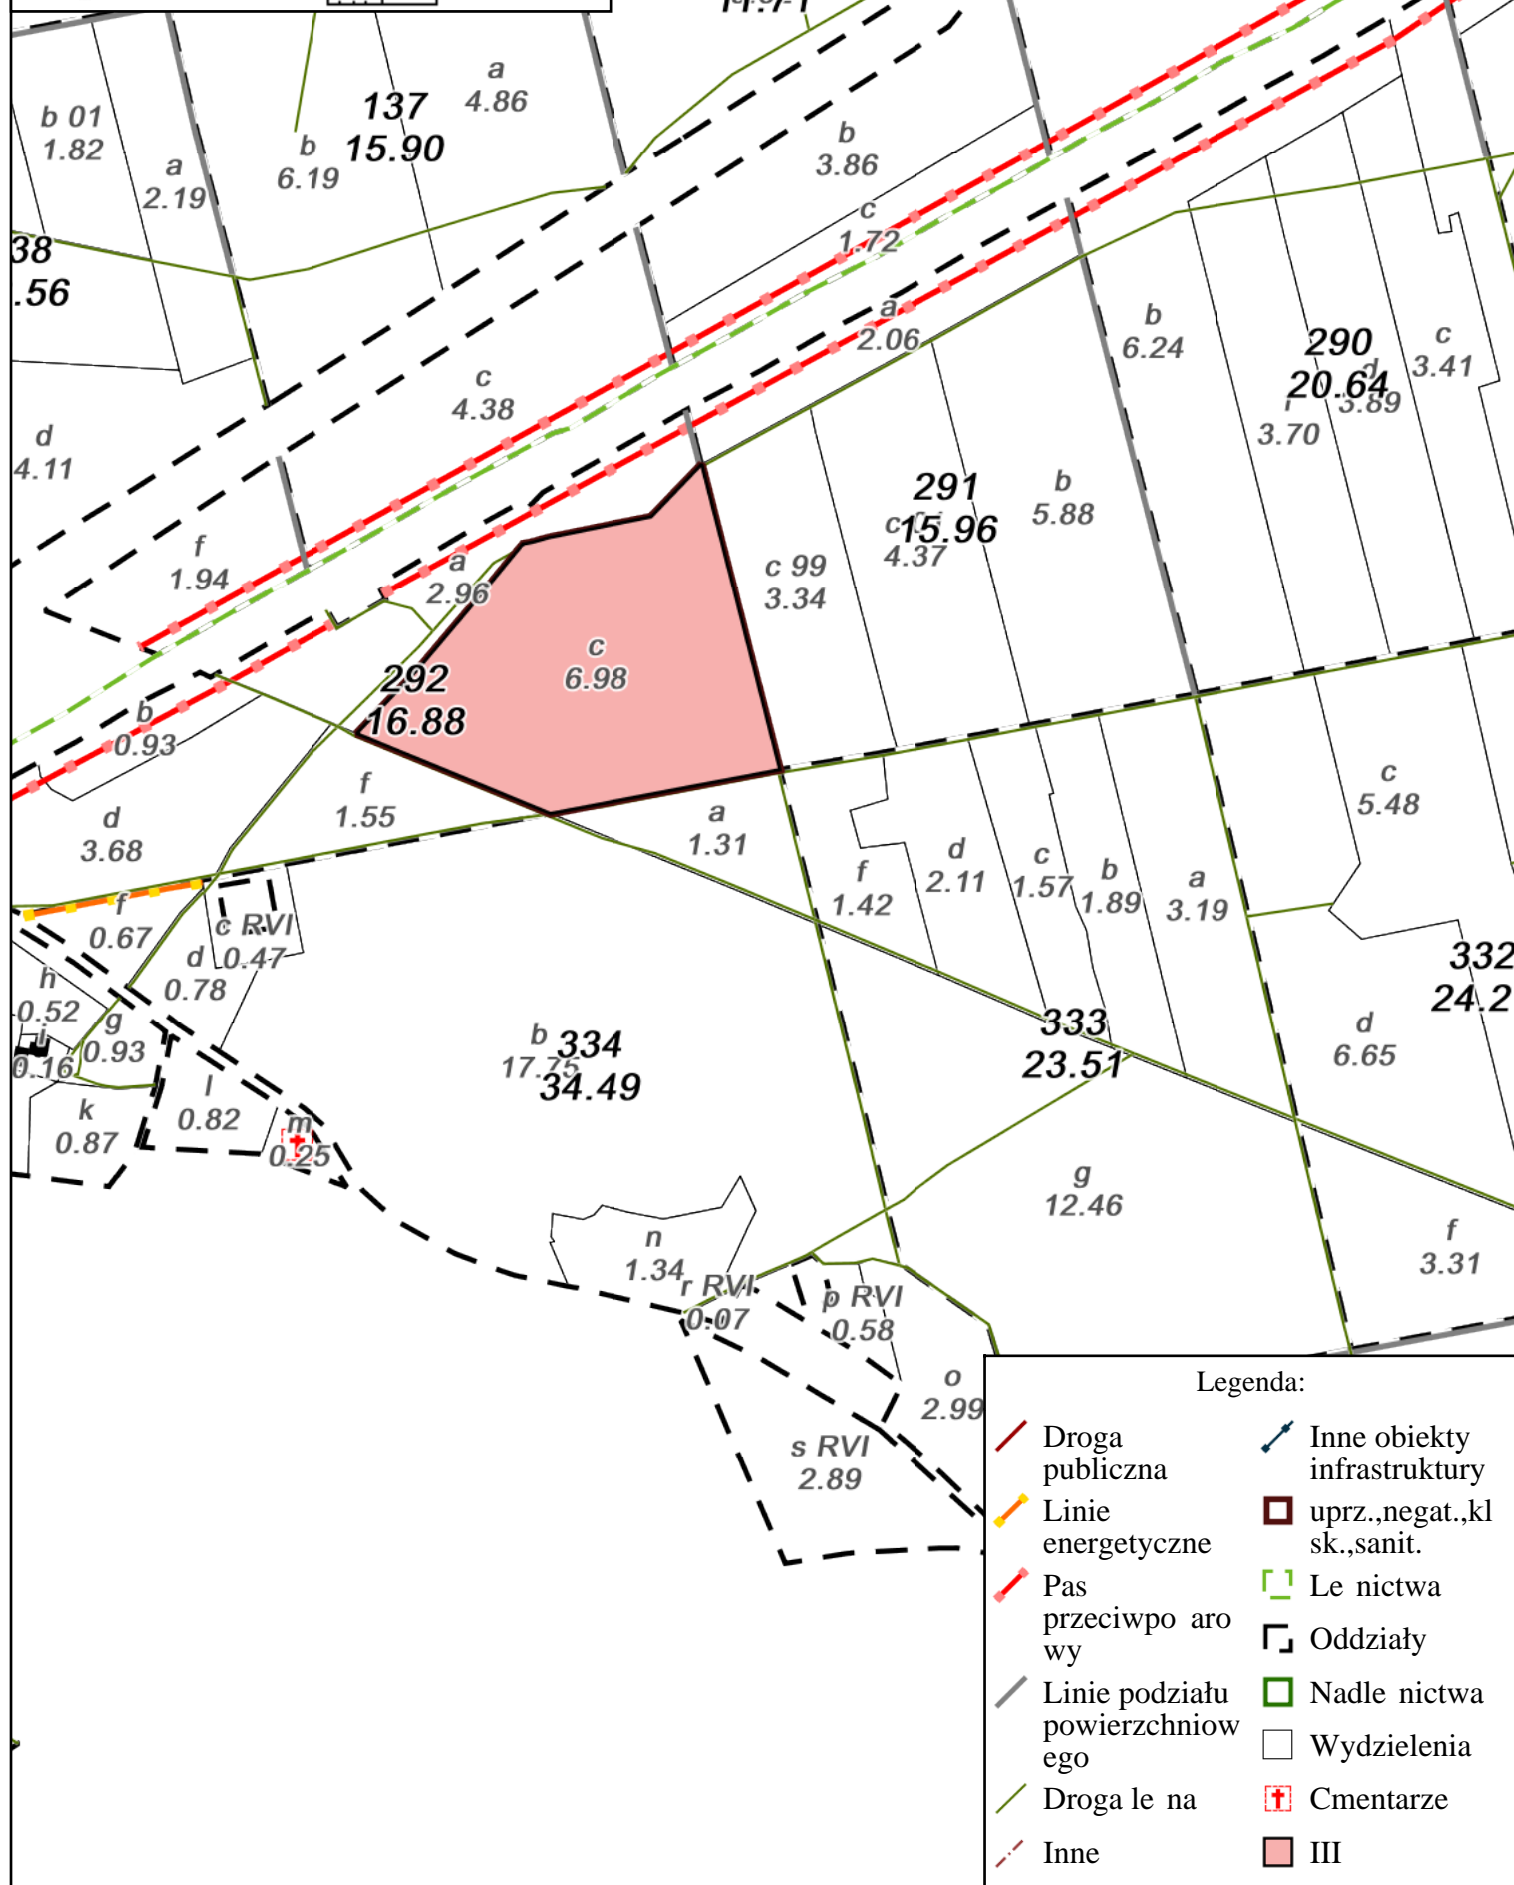 b 01
1.82
a
2.19
b
6.19
137
15.90
a
4.86
b
3.86
c
1.72
38
.56
a
2.06
b
6.24
290
20.64
d
3.89
3.70
c
3.41
c
4.38
d
4.11
f
1.94
a
2.96
291
15.96
4.37
b
5.88
c 99
3.34
c
6.98
292
16.88
b
0.93
f
1.55
d
3.68
a
1.31
f
1.42
d
2.11
c
1.57
b
1.89
a
3.19
c
5.48
f
0.67
c RVI
0.47
d
0.78
h
0.52
g
0.93
0.16
k
0.87
l
0.82
m
0.25
b
17.75
334
34.49
333
23.51
332
24.2
d
6.65
g
12.46
f
3.31
n
1.34
r RVI
0.07
p RVI
0.58
o
2.99
s RVI
2.89
Legenda:
Droga
publiczna
Linie
energetyczne
Pas
przeciwpo aro
wy
Linie podziału
powierzchniow
ego
Droga le na
Inne
Inne obiekty
infrastruktury
uprz.,negat.,kl
sk.,sanit.
Le nictwa
Oddziały
Nadle nictwa
Wydzielenia
Cmentarze
III